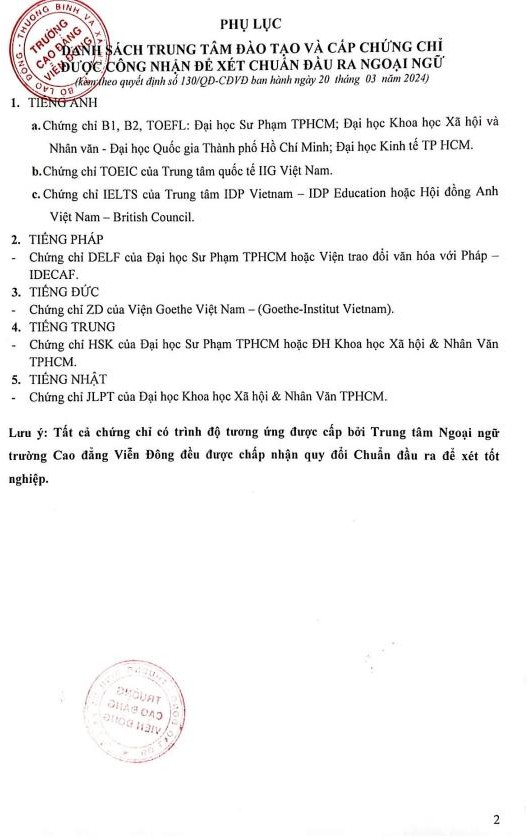 PHỤ LỤC
DANH SÁCH TRUNG TÂM ĐÀO TẠO VÀ CẤP CHỨNG CHỈ
ĐƯỢC CÔNG NHẬN ĐỂ XÉT CHUẨN ĐẦU RA NGOẠI NGỮ
(Kèm theo quyết định số 130/QĐ-CĐVĐ ban hành ngày 20 tháng 03 năm 2024)
TRƯỜNG
CAO ĐẲNG
VIỄN ĐÔNG
1. TIẾNG ANH
a. Chứng chỉ B1, B2, TOEFL: Đại học Sư Phạm TPHCM; Đại học Khoa học Xã hội và
Nhân văn - Đại học Quốc gia Thành phố Hồ Chí Minh; Đại học Kinh tế TP HCM.
b. Chứng chỉ TOEIC của Trung tâm quốc tế IIG Việt Nam.
c. Chứng chỉ IELTS của Trung tâm IDP Vietnam – IDP Education hoặc Hội đồng Anh
Việt Nam – British Council.
2. TIẾNG PHÁP
- Chứng chỉ DELF của Đại học Sư Phạm TPHCM hoặc Viện trao đổi văn hóa với Pháp –
IDECAF.
3. TIẾNG ĐỨC
- Chứng chỉ ZD của Viện Goethe Việt Nam – (Goethe-Institut Vietnam).
4. TIẾNG TRUNG
- Chứng chỉ HSK của Đại học Sư Phạm TPHCM hoặc ĐH Khoa học Xã hội & Nhân Văn
TPHCM.
5. TIẾNG NHẬT
- Chứng chỉ JLPT của Đại học Khoa học Xã hội & Nhân Văn TPHCM.
Lưu ý: Tất cả chứng chỉ có trình độ tương ứng được cấp bởi Trung tâm Ngoại ngữ
trường Cao đẳng Viễn Đông đều được chấp nhận quy đổi Chuẩn đầu ra để xét tốt
nghiệp.
TRƯỜNG
CAO ĐẲNG
VIỄN ĐÔNG
2